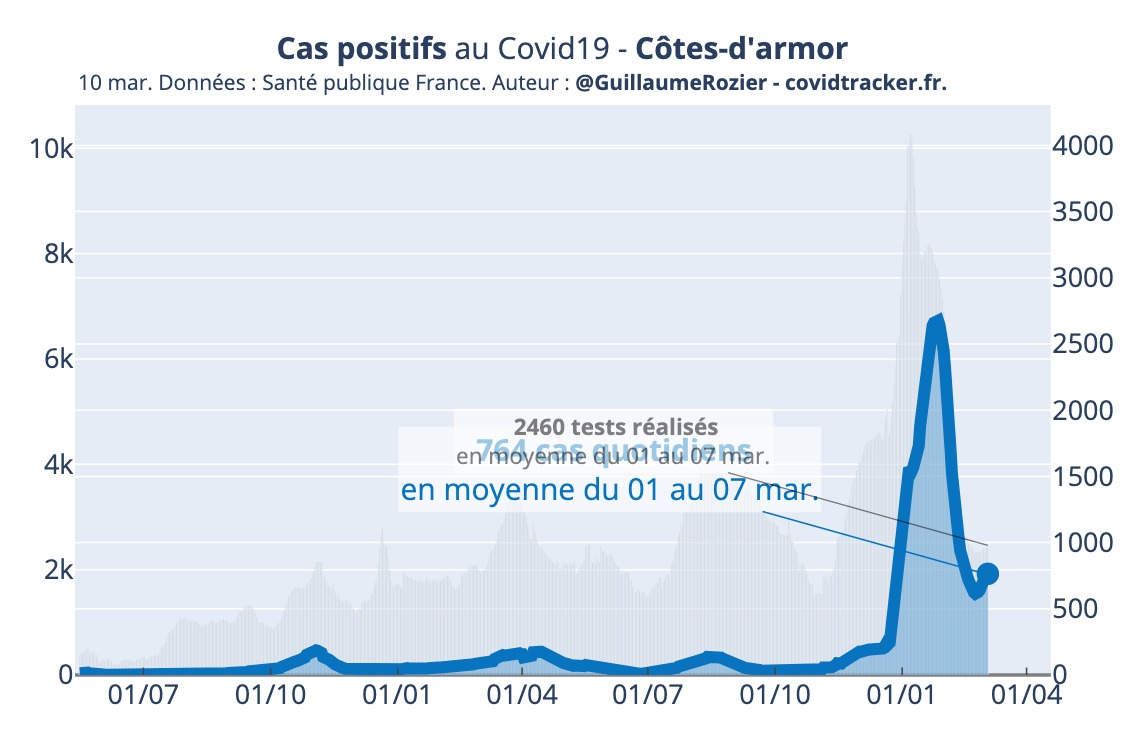 Cas positifs au Covid19 - Côtes-d'armor
10 mar. Données : Santé publique France. Auteur : @GuillaumeRozier - covidtracker.fr.
10k
8k
6k
4k
2k
0
4000
3500
3000
2500
2000
1500
1000
500
0
2460 tests réalisés
en moyenne du 01 au 07 mar.
764 cas quotidiens
en moyenne du 01 au 07 mar.
01/07
01/10
01/01
01/04
01/07
01/10
01/01
01/04